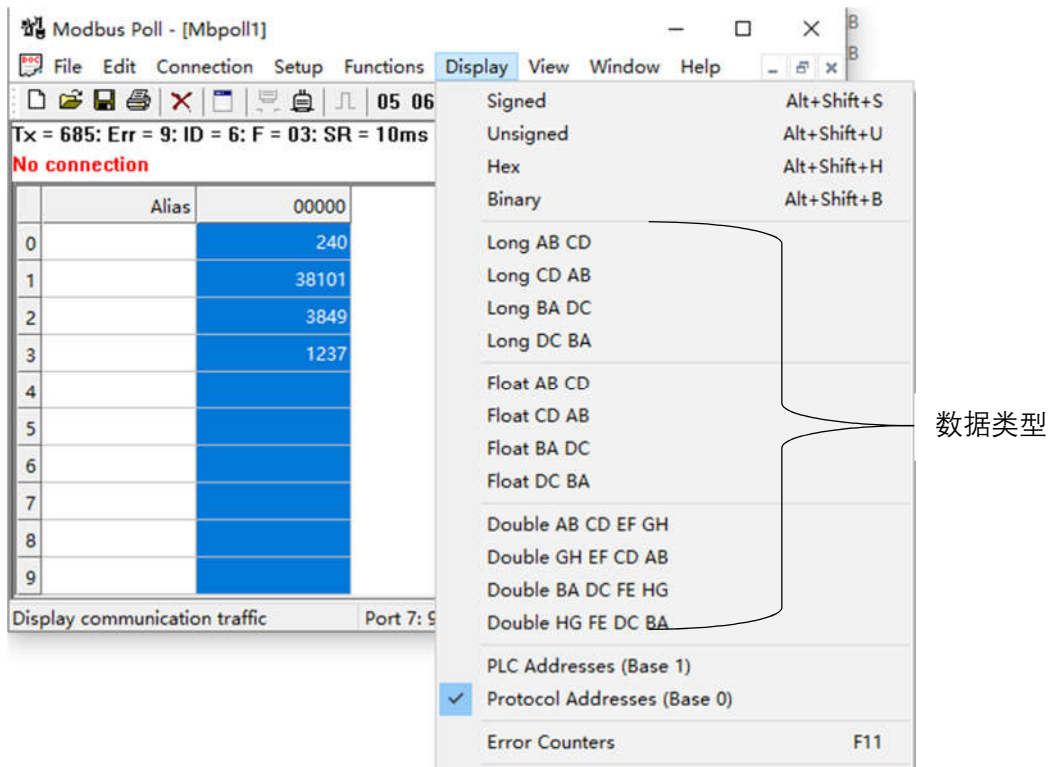 Modbus Poll - [Mbpoll1]
B
B
File Edit Connection Setup Functions Display View Window Help
05 06
Tx = 685: Err = 9: ID = 6: F = 03: SR = 10ms
No connection
Alias 00000
0 240
1 38101
2 3849
3 1237
4
5
6
7
8
9
Display communication traffic Port 7: 9
Signed Alt+Shift+S
Unsigned Alt+Shift+U
Hex Alt+Shift+H
Binary Alt+Shift+B
Long AB CD
Long CD AB
Long BA DC
Long DC BA
Float AB CD
Float CD AB
Float BA DC
Float DC BA
Double AB CD EF GH
Double GH EF CD AB
Double BA DC FE HG
Double HG FE DC BA
PLC Addresses (Base 1)
Protocol Addresses (Base 0)
Error Counters F11
数据类型